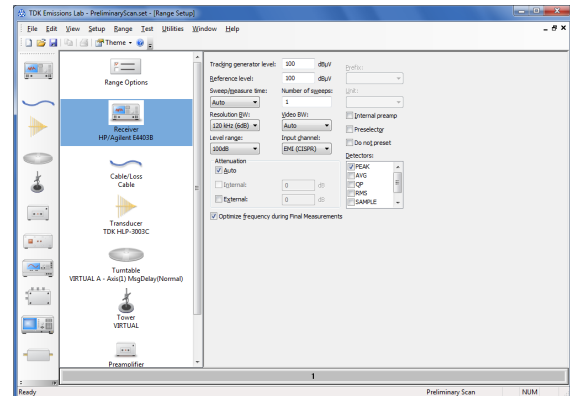 TDK Emissions Lab - PreliminaryScan.set - [Range Setup]
File Edit View Setup Range Test Utilities Window Help
Theme
Range Options
Receiver
HP/Agilent E4403B
Cable/Loss
Cable
Transducer
TDK HLP-3003C
Turntable
VIRTUAL A - Axis(1) MsgDelay(Normal)
Tower
VIRTUAL
Preamplifier
Tracking generator level: 100 dBµV
Reference level: 100 dBµV
Sweep/measure time: Number of sweeps:
Auto 1
Resolution BW: Video BW:
120 kHz (6dB) Auto
Level range: Input channel:
100dB EMI (CISPR)
Attenuation
Auto
Internal: 0 dB
External: 0 dB
Optimize frequency during Final Measurements
Prefix:
Unit:
Internal preamp
Preselector
Do not preset
Detectors:
PEAK
AVG
QP
RMS
SAMPLE
1
Ready Preliminary Scan NUM